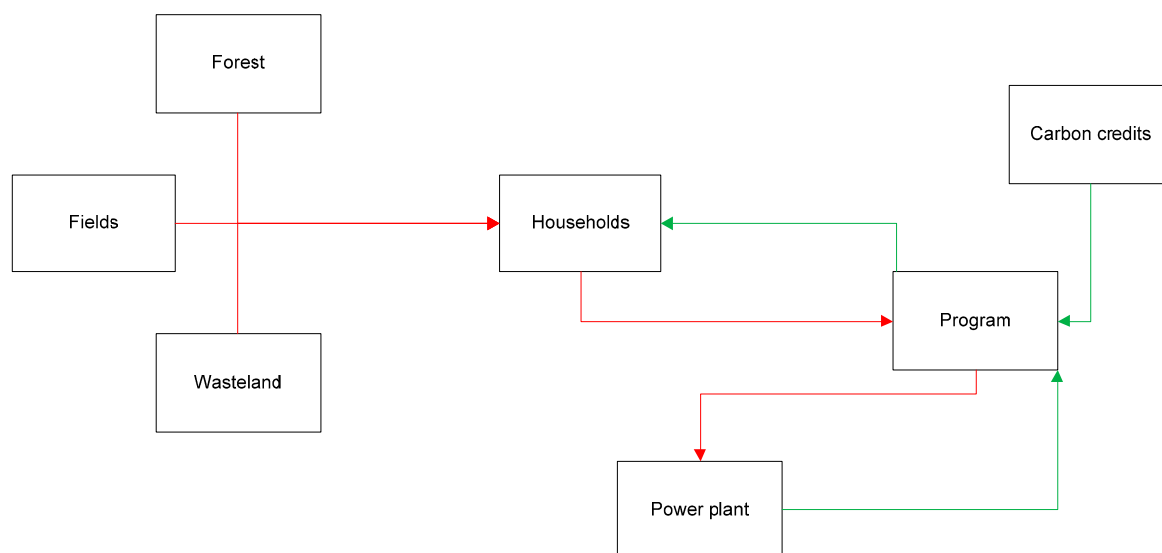 Forest
Carbon credits
Fields
Households
Program
Wasteland
Power plant